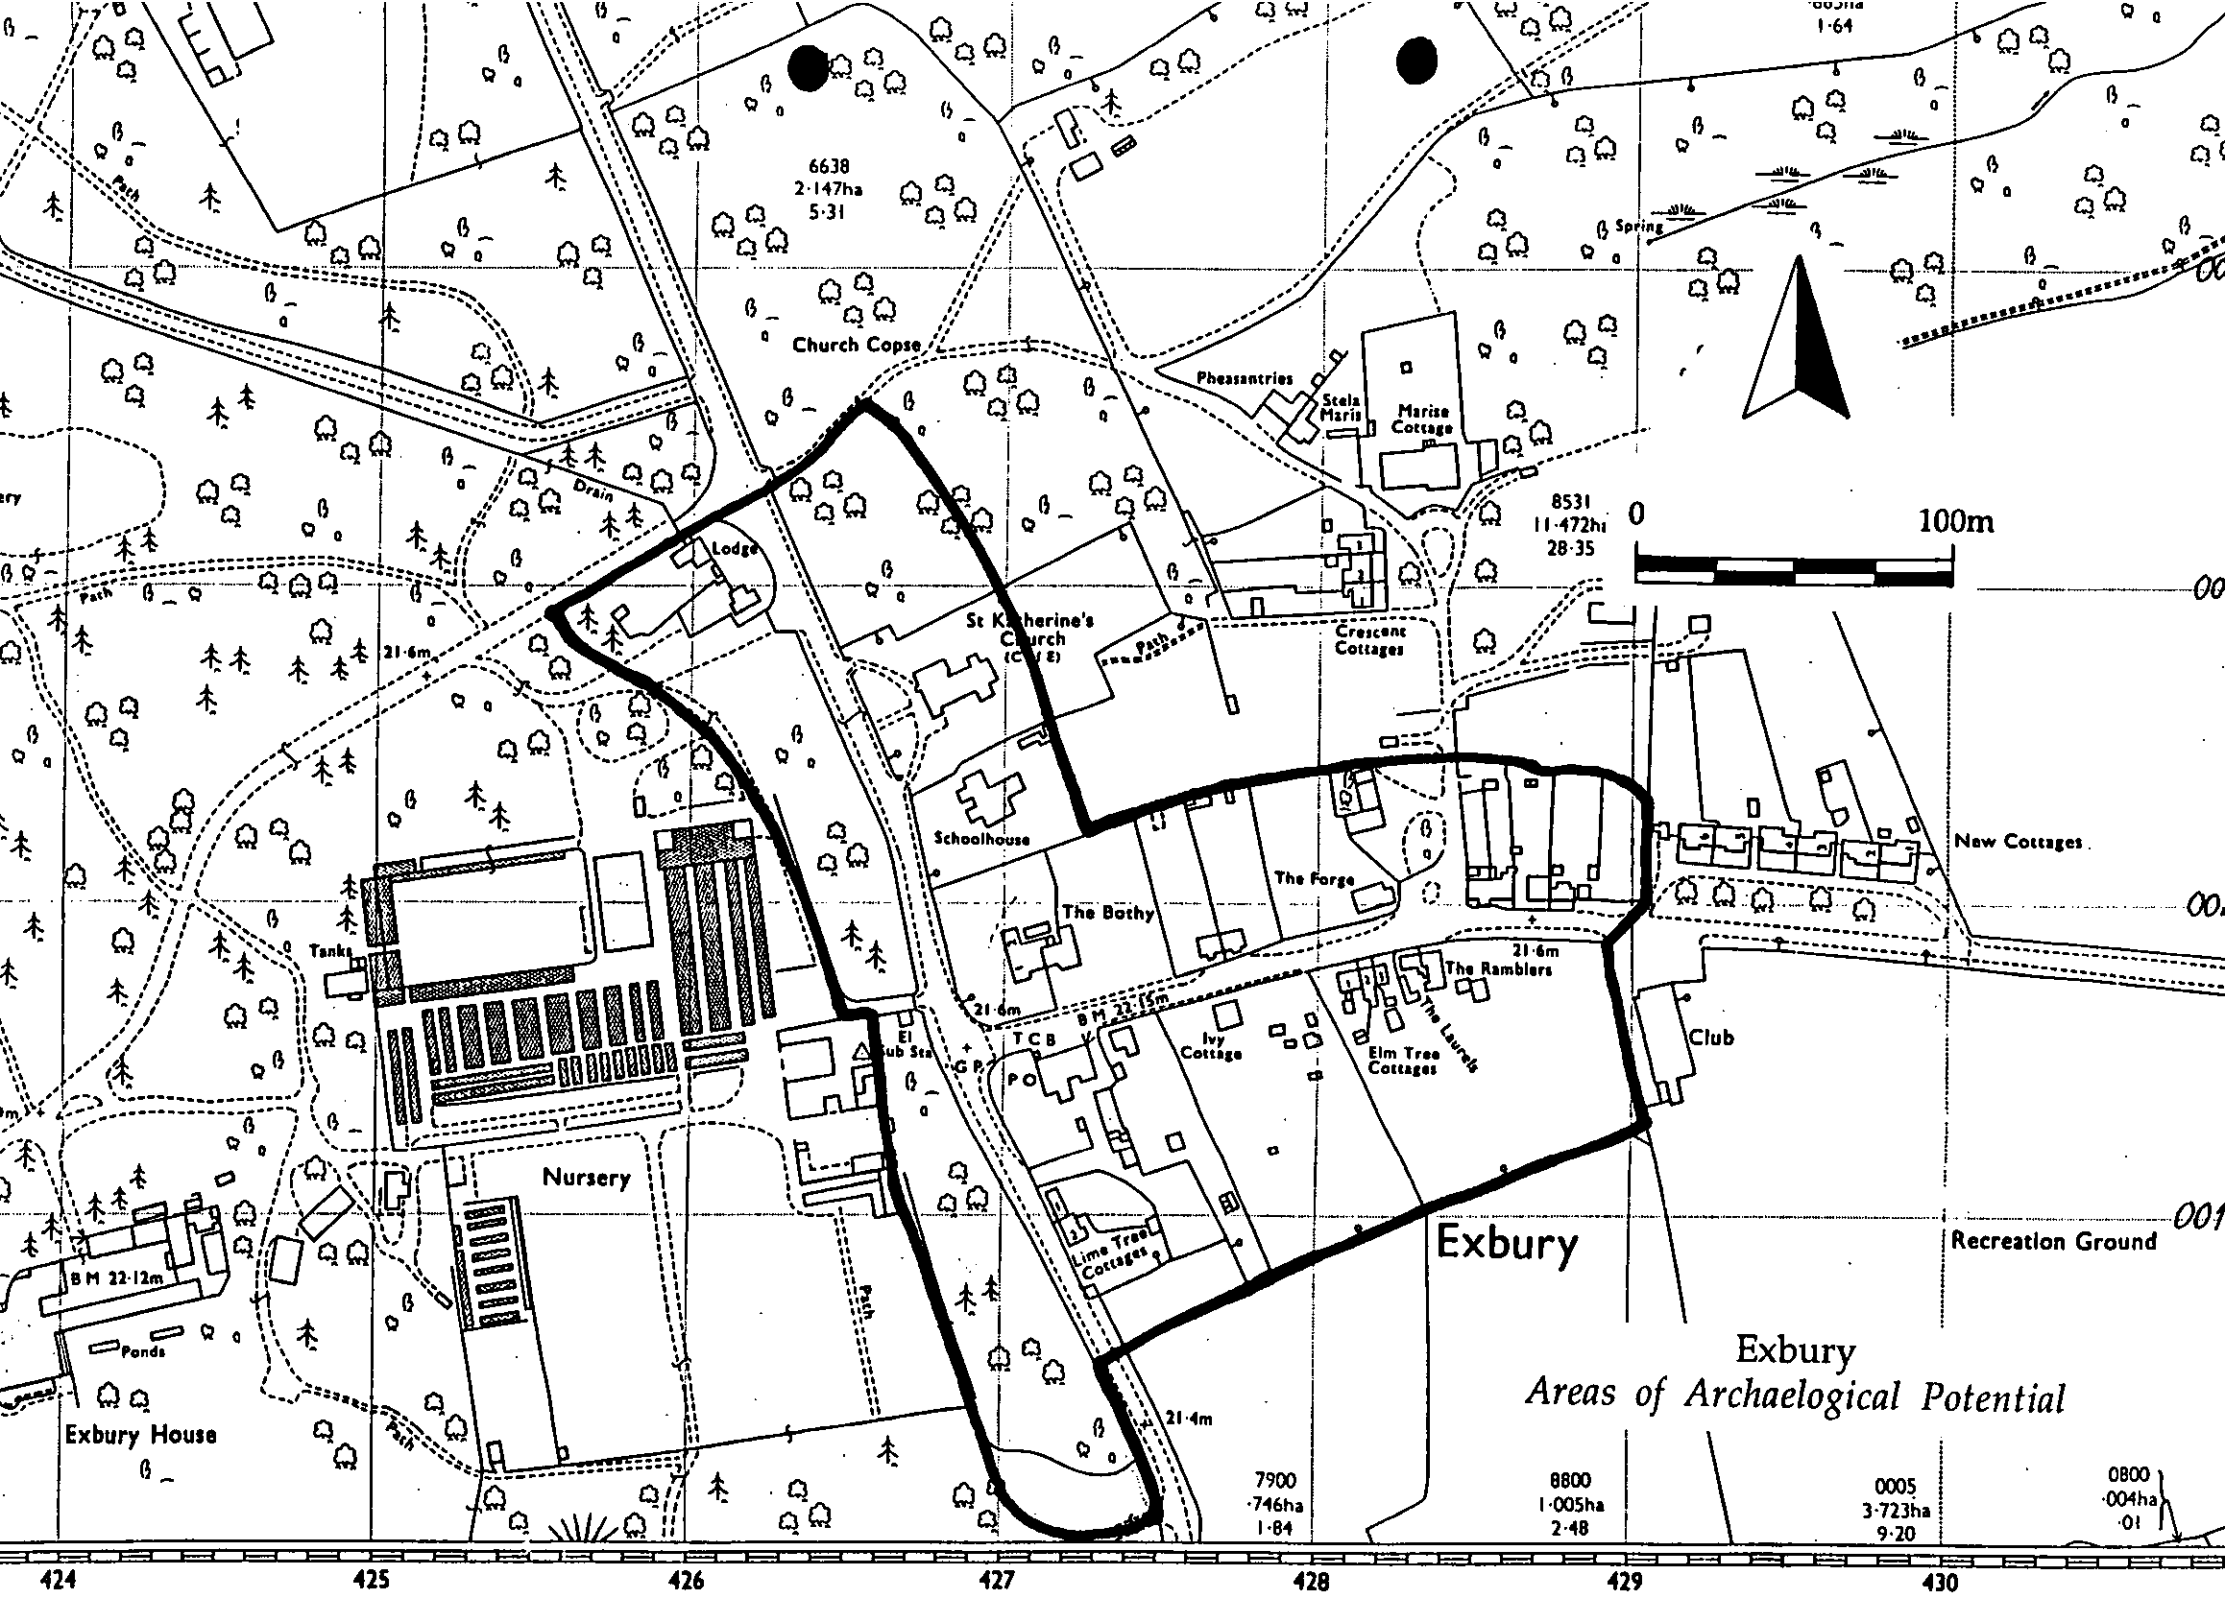 1·64
6638
2·147ha
5·31
Path
Spring
Church Copse
Pheasantries
Stela
Maris
Marise
Cottage
Drain
8531
28·35
0
100m
Lodge
Path
St Katherine's
Church
Path
Crescent
Cottages
21·6m
Schoolhouse
New Cottages
The Forge
The Bothy
Tanks
21·6m
The Ramblers
21·6m
BM 22·15m
The Laurels
TCB
El
Sub Sta
GP
PO
Ivy
Cottage
Elm Tree
Cottages
Club
Nursery
001
Exbury
Recreation Ground
Lime Tree
Cottages
BM 22·12m
Path
Ponds
Exbury
Areas of Archaelogical Potential
21·4m
Exbury House
Path
7900
·746ha
1·84
8800
1·005ha
2·48
0005
3·723ha
9·20
0800
·004ha
·01
424
425
426
427
428
429
430